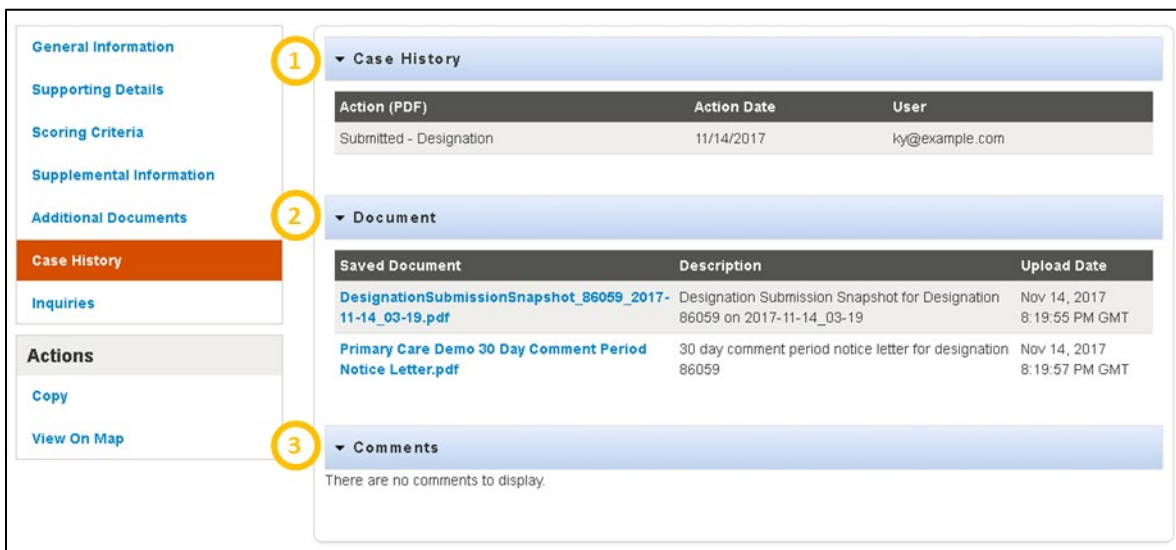 General Information
Supporting Details
Scoring Criteria
Supplemental Information
Additional Documents
Case History
Inquiries
Actions
Copy
View On Map
1
Case History
Action (PDF) Action Date User
Submitted - Designation 11/14/2017 ky@example.com
2
Document
Saved Document Description Upload Date
DesignationSubmissionSnapshot_86059_2017- Designation Submission Snapshot for Designation Nov 14, 2017
11-14_03-19.pdf 86059 on 2017-11-14_03-19 8:19:55 PM GMT
Primary Care Demo 30 Day Comment Period 30 day comment period notice letter for designation Nov 14, 2017
Notice Letter.pdf 86059 8:19:57 PM GMT
3
Comments
There are no comments to display.